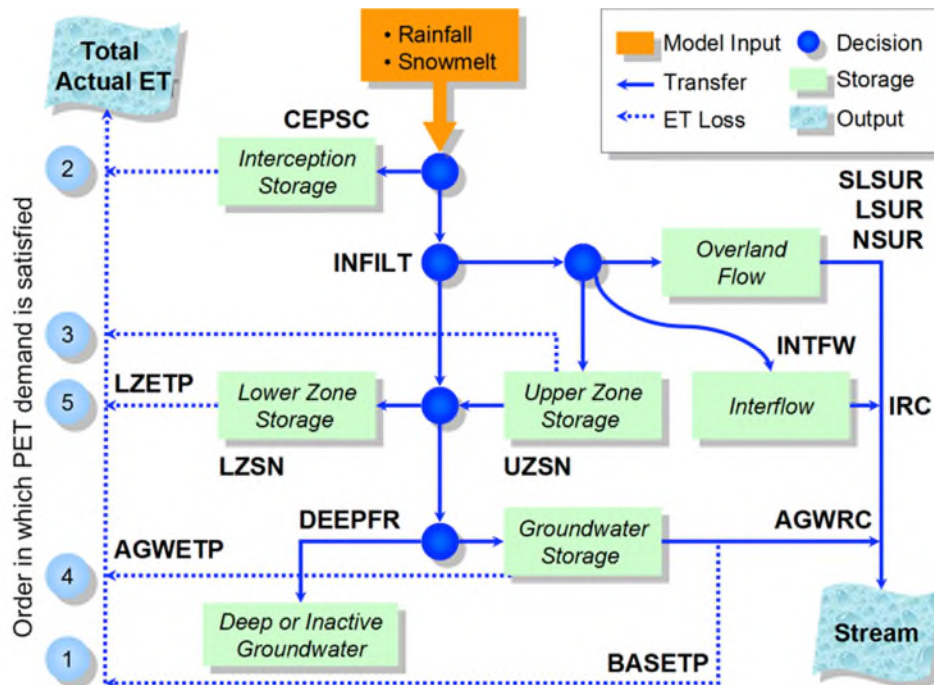 Total
Actual ET
• Rainfall
• Snowmelt
Model Input
Decision
Transfer
Storage
ET Loss
Output
CEPSC
2
Interception
Storage
SLSUR
LSUR
NSUR
INFILT
Overland
Flow
Order in which PET demand is satisfied
3
INTFW
LZETP
5
Lower Zone
Storage
Upper Zone
Storage
Interflow
IRC
LZSN
UZSN
DEEPFR
AGWETP
Groundwater
Storage
AGWRC
4
Deep or Inactive
Groundwater
Stream
1
BASETP